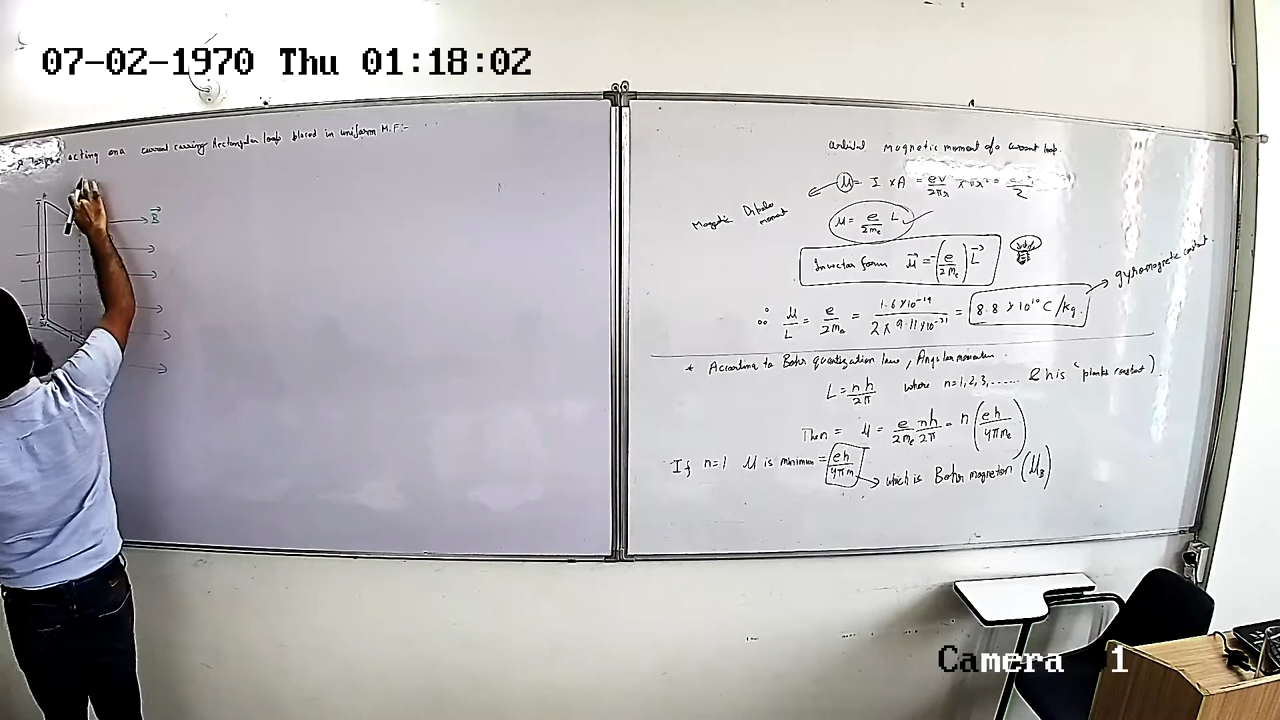 07-02-1970 Thu 01:18:02
torque acting on a current carrying Rectangular loop placed in uniform M.F:-
B⃗
orbital magnetic moment of a current loop.
μ = I × A = ev/2πr × πr² = evr/2
Magnetic Dipole moment
μ = e/2mₑ L
In vector form μ⃗ = -(e/2mₑ) L⃗
∴ μ/L = e/2mₑ = 1.6×10⁻¹⁹ / 2×9.11×10⁻³¹ = 8.8×10¹⁰ C/kg.
gyromagnetic constant.
* According to Bohr quantization law, Angular momentum.
L = nh/2π where n=1,2,3,...... & h is 'planks constant')
Then = μ = e/2mₑ nh/2π = n(eh/4πmₑ)
If n=1 μ is minimum = eh/4πm
which is Bohr magneton (μB)
Camera 1